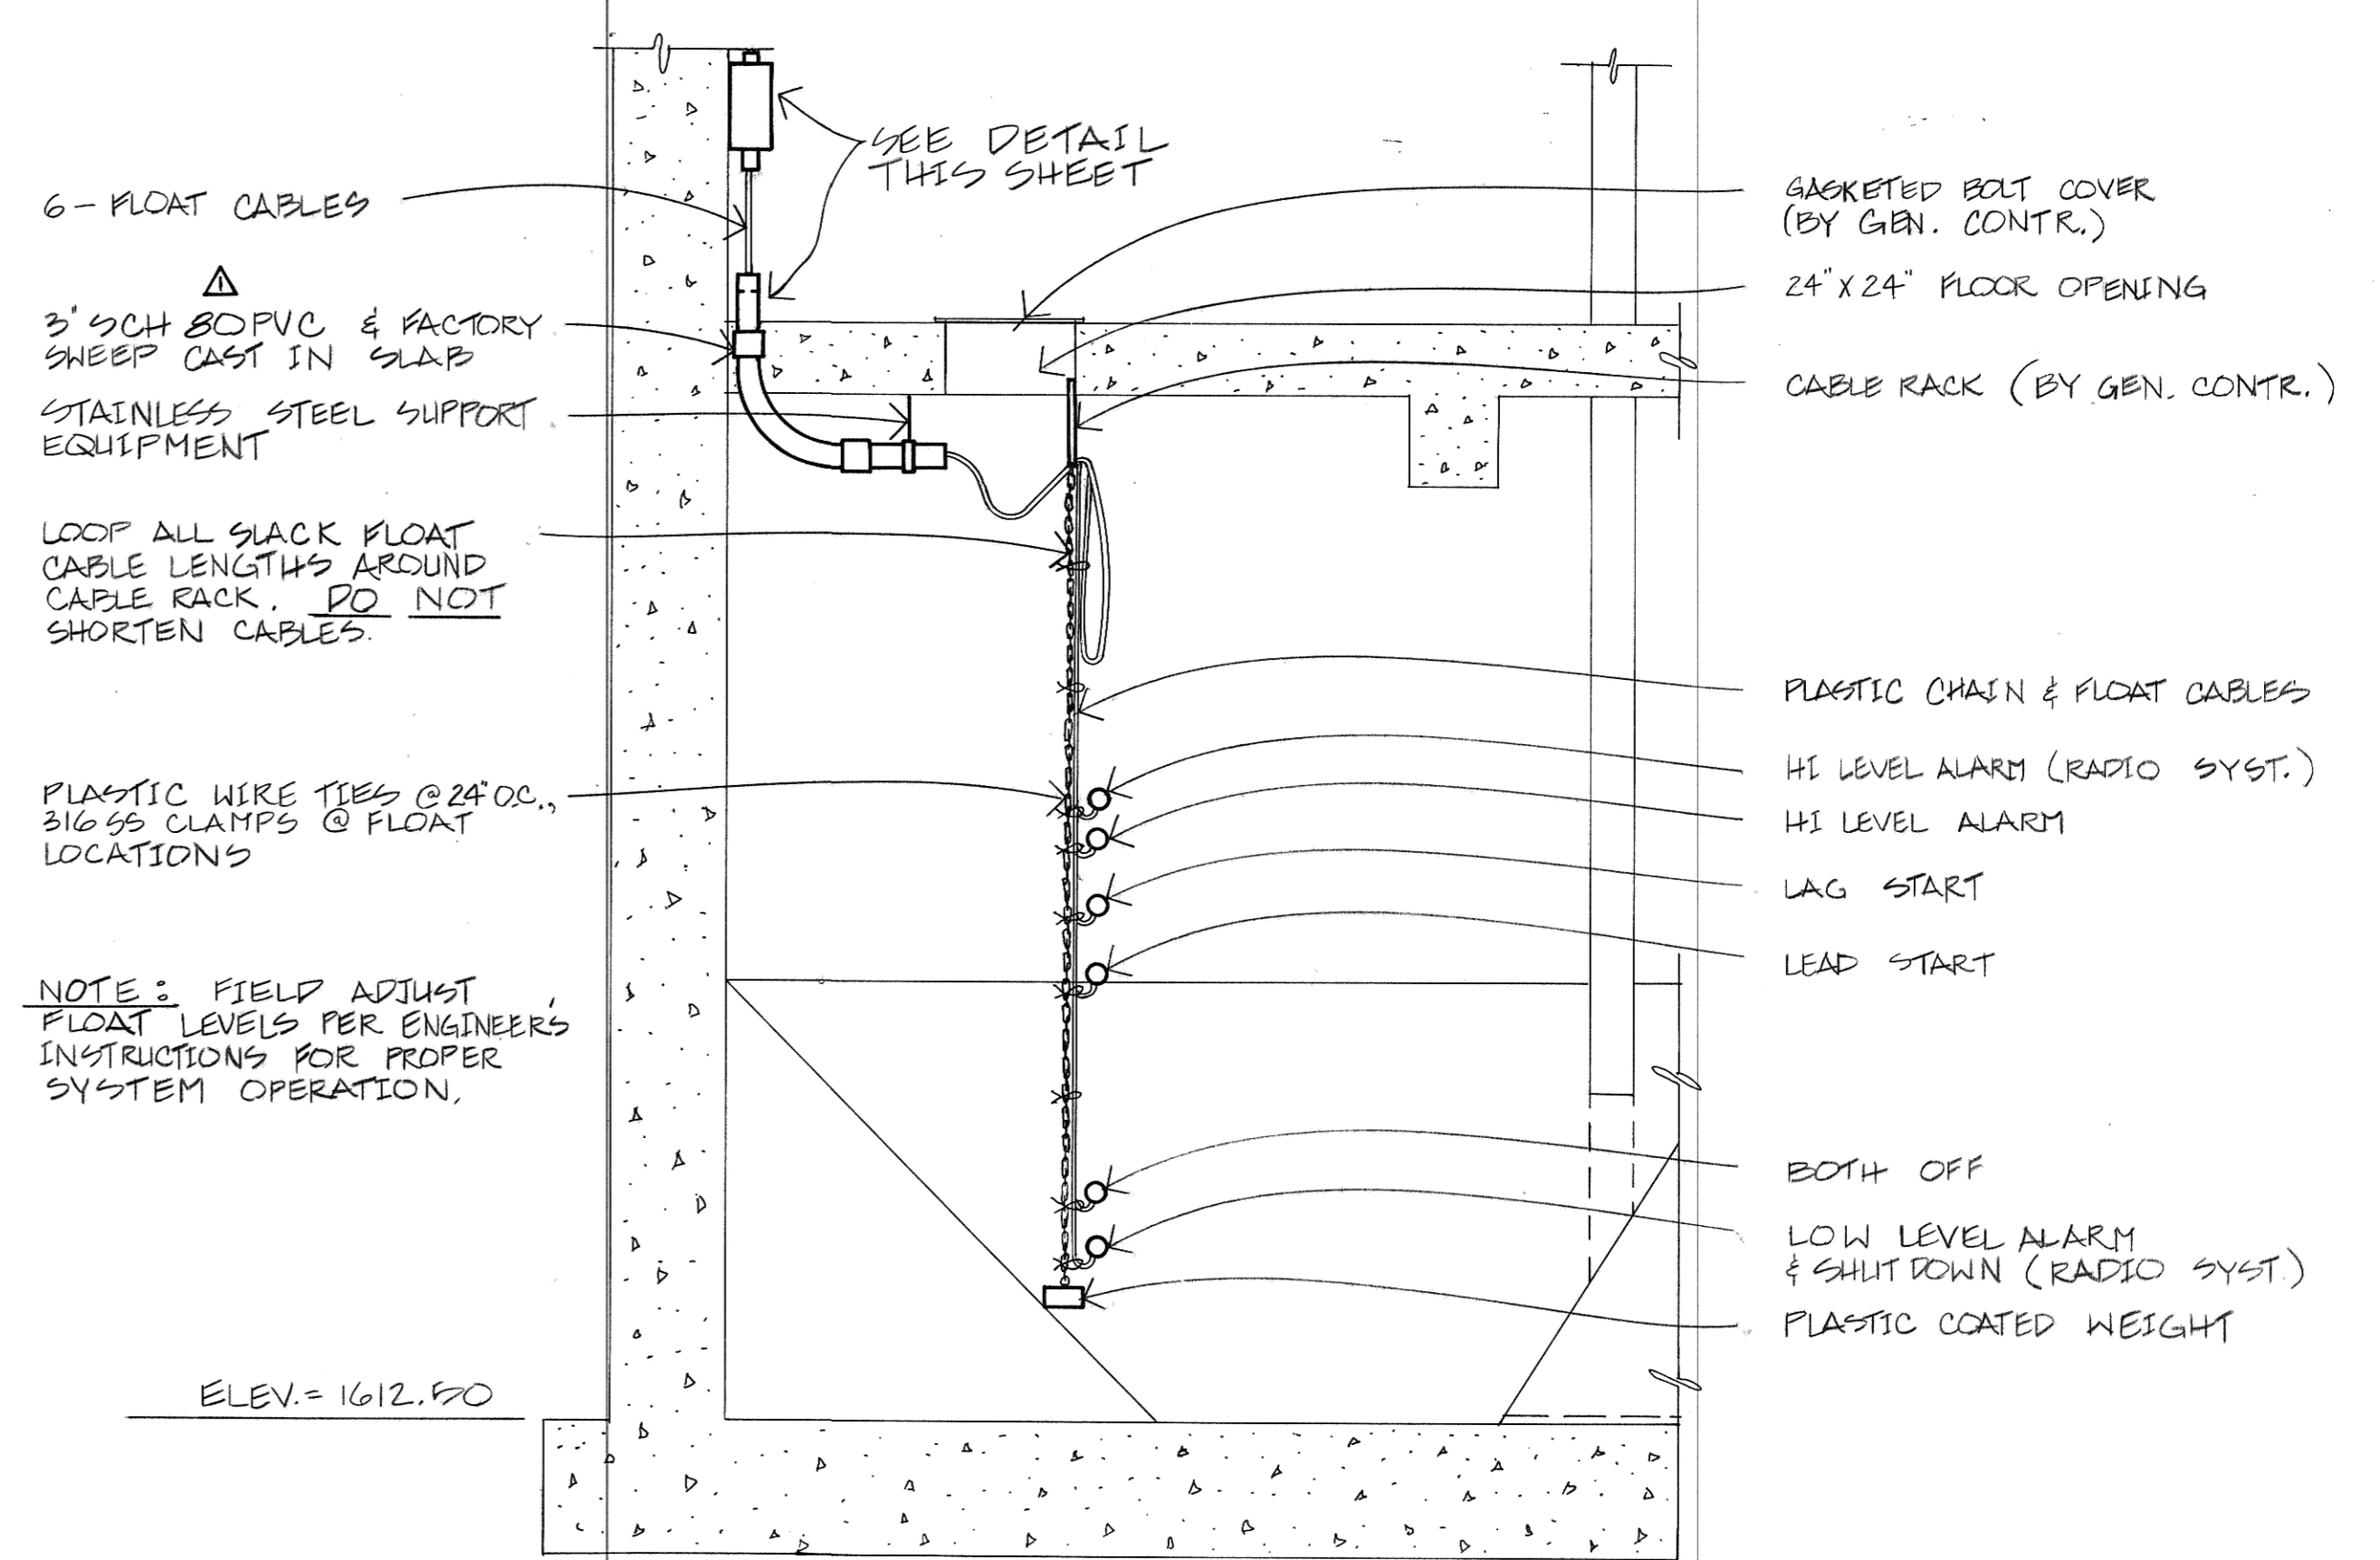 SEE DETAIL
THIS SHEET
6-FLOAT CABLES
3" SCH 80 PVC & FACTORY
SWEEP CAST IN SLAB
STAINLESS STEEL SUPPORT
EQUIPMENT
LOOP ALL SLACK FLOAT
CABLE LENGTHS AROUND
CABLE RACK. DO NOT
SHORTEN CABLES.
PLASTIC WIRE TIES @ 24" O.C.,
316 SS CLAMPS @ FLOAT
LOCATIONS
NOTE: FIELD ADJUST
FLOAT LEVELS PER ENGINEER'S
INSTRUCTIONS FOR PROPER
SYSTEM OPERATION.
ELEV.= 1612.50
GASKETED BOLT COVER
(BY GEN. CONTR.)
24" X 24" FLOOR OPENING
CABLE RACK (BY GEN. CONTR.)
PLASTIC CHAIN & FLOAT CABLES
HI LEVEL ALARM (RADIO SYST.)
HI LEVEL ALARM
LAG START
LEAD START
BOTH OFF
LOW LEVEL ALARM
& SHUT DOWN (RADIO SYST.)
PLASTIC COATED WEIGHT